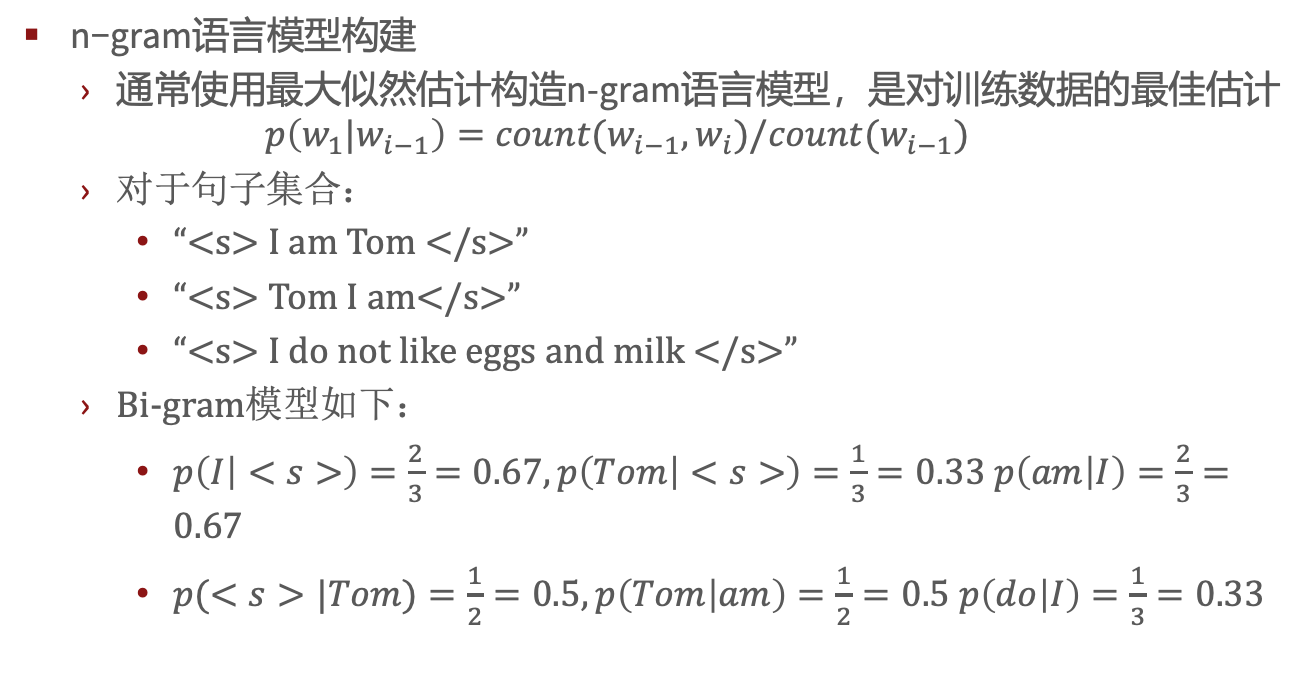 n-gram语言模型构建
通常使用最大似然估计构造n-gram语言模型，是对训练数据的最佳估计
p(w₁|wᵢ₋₁) = count(wᵢ₋₁, wᵢ)/count(wᵢ₋₁)
对于句子集合：
“<s> I am Tom </s>”
“<s> Tom I am</s>”
“<s> I do not like eggs and milk </s>”
Bi-gram模型如下：
p(I| < s >) = 2/3 = 0.67, p(Tom| < s >) = 1/3 = 0.33 p(am|I) = 2/3 =
0.67
p(< s > |Tom) = 1/2 = 0.5, p(Tom|am) = 1/2 = 0.5 p(do|I) = 1/3 = 0.33